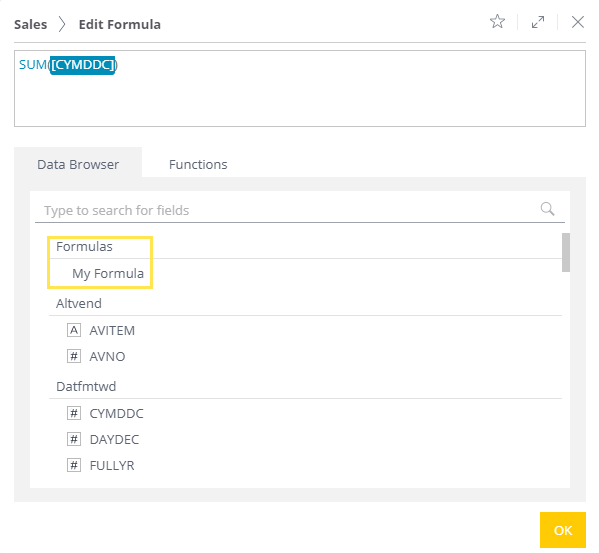 Sales > Edit Formula
SUM([CYMDDC])
Data Browser Functions
Type to search for fields
Formulas
My Formula
Altvend
A AVITEM
# AVNO
Datfmtwd
# CYMDDC
# DAYDEC
# FULLYR
OK